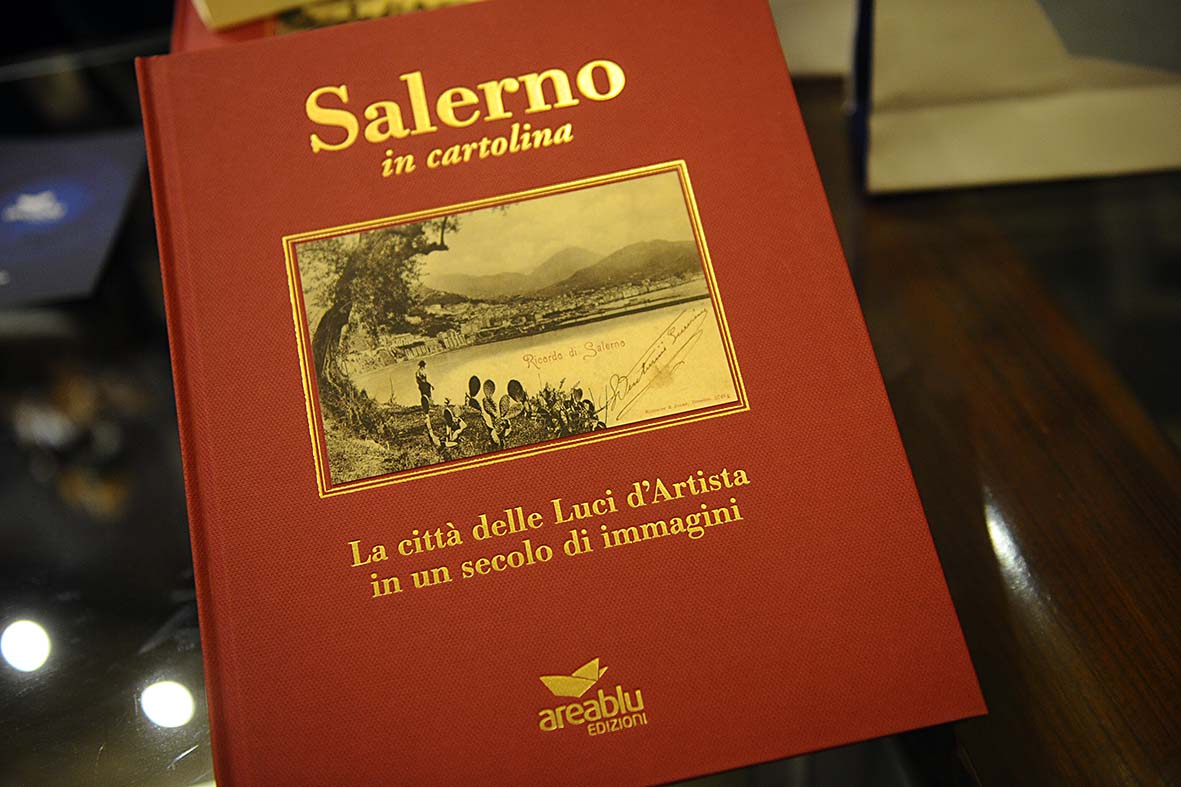 Salerno
in cartolina
Ricordo di Salerno
La città delle Luci d'Artista
in un secolo di immagini
areablu
EDIZIONI